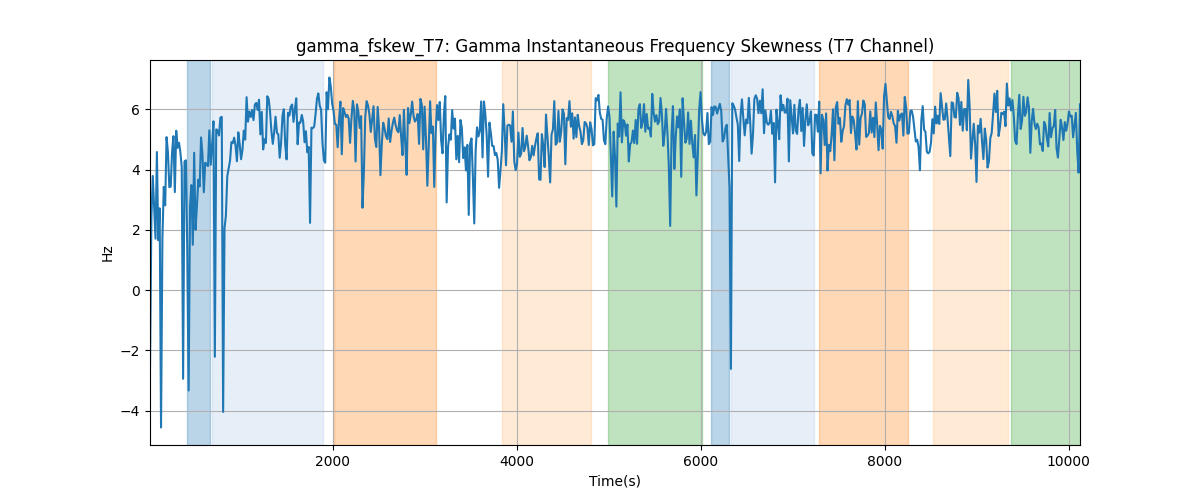 gamma_fskew_T7: Gamma Instantaneous Frequency Skewness (T7 Channel)
Hz
6
4
2
0
−2
−4
2000 4000 6000 8000 10000
Time(s)